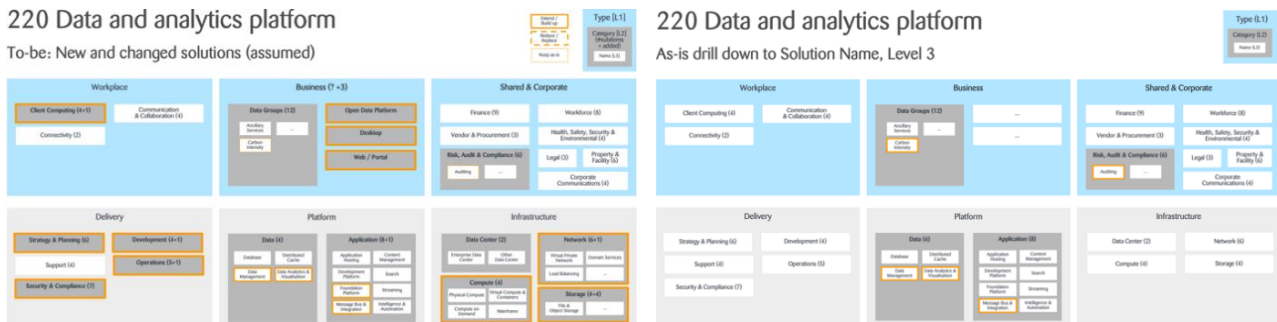 220 Data and analytics platform
To-be: New and changed solutions (assumed)
Extend /
Build up
Reduce /
Replace
Keep as is
Type [L1]
Category [L2]
(#subitems
+ added)
Name [L3]
Workplace
Client Computing (4+1)
Communication
& Collaboration (4)
Connectivity (2)
Business (? +3)
Data Groups (12)
Ancillary
Services
...
Carbon
Intensity
Open Data Platform
Desktop
Web / Portal
Shared & Corporate
Finance (9)
Workforce (8)
Vendor & Procurement (3)
Health, Safety, Security &
Environmental (4)
Risk, Audit & Compliance (6)
Auditing
...
Legal (3)
Property &
Facility (6)
Corporate
Communications (4)
Delivery
Strategy & Planning (6)
Development (4+1)
Support (4)
Operations (5+1)
Security & Compliance (7)
Platform
Data (4)
Database
Distributed
Cache
Data
Management
Data Analytics &
Visualization
Application (8+1)
Application
Hosting
Content
Management
Development
Platform
Search
Foundation
Platform
Streaming
Message Bus &
Integration
Intelligence &
Automation
Infrastructure
Data Center (2)
Enterprise Data
Center
Other
Data Center
Compute (4)
Physical Compute
Virtual Compute &
Containers
Compute on
Demand
Mainframe
Network (6+1)
Virtual Private
Network
Domain Services
Load Balancing
...
Storage (4+4)
File &
Object Storage
...
220 Data and analytics platform
As-is drill down to Solution Name, Level 3
Type (L1)
Category (L2)
Name (L3)
Workplace
Client Computing (4)
Communication
& Collaboration (4)
Connectivity (2)
Business
Data Groups (12)
Ancillary
Services
...
Carbon
Intensity
...
...
Shared & Corporate
Finance (9)
Workforce (8)
Vendor & Procurement (3)
Health, Safety, Security &
Environmental (4)
Risk, Audit & Compliance (6)
Auditing
...
Legal (3)
Property &
Facility (6)
Corporate
Communications (4)
Delivery
Strategy & Planning (6)
Development (4)
Support (4)
Operations (5)
Security & Compliance (7)
Platform
Data (4)
Database
Distributed
Cache
Data
Management
Data Analytics &
Visualization
Application (8)
Application
Hosting
Content
Management
Development
Platform
Search
Foundation
Platform
Streaming
Message Bus &
Integration
Intelligence &
Automation
Infrastructure
Data Center (2)
Network (6)
Compute (4)
Storage (4)